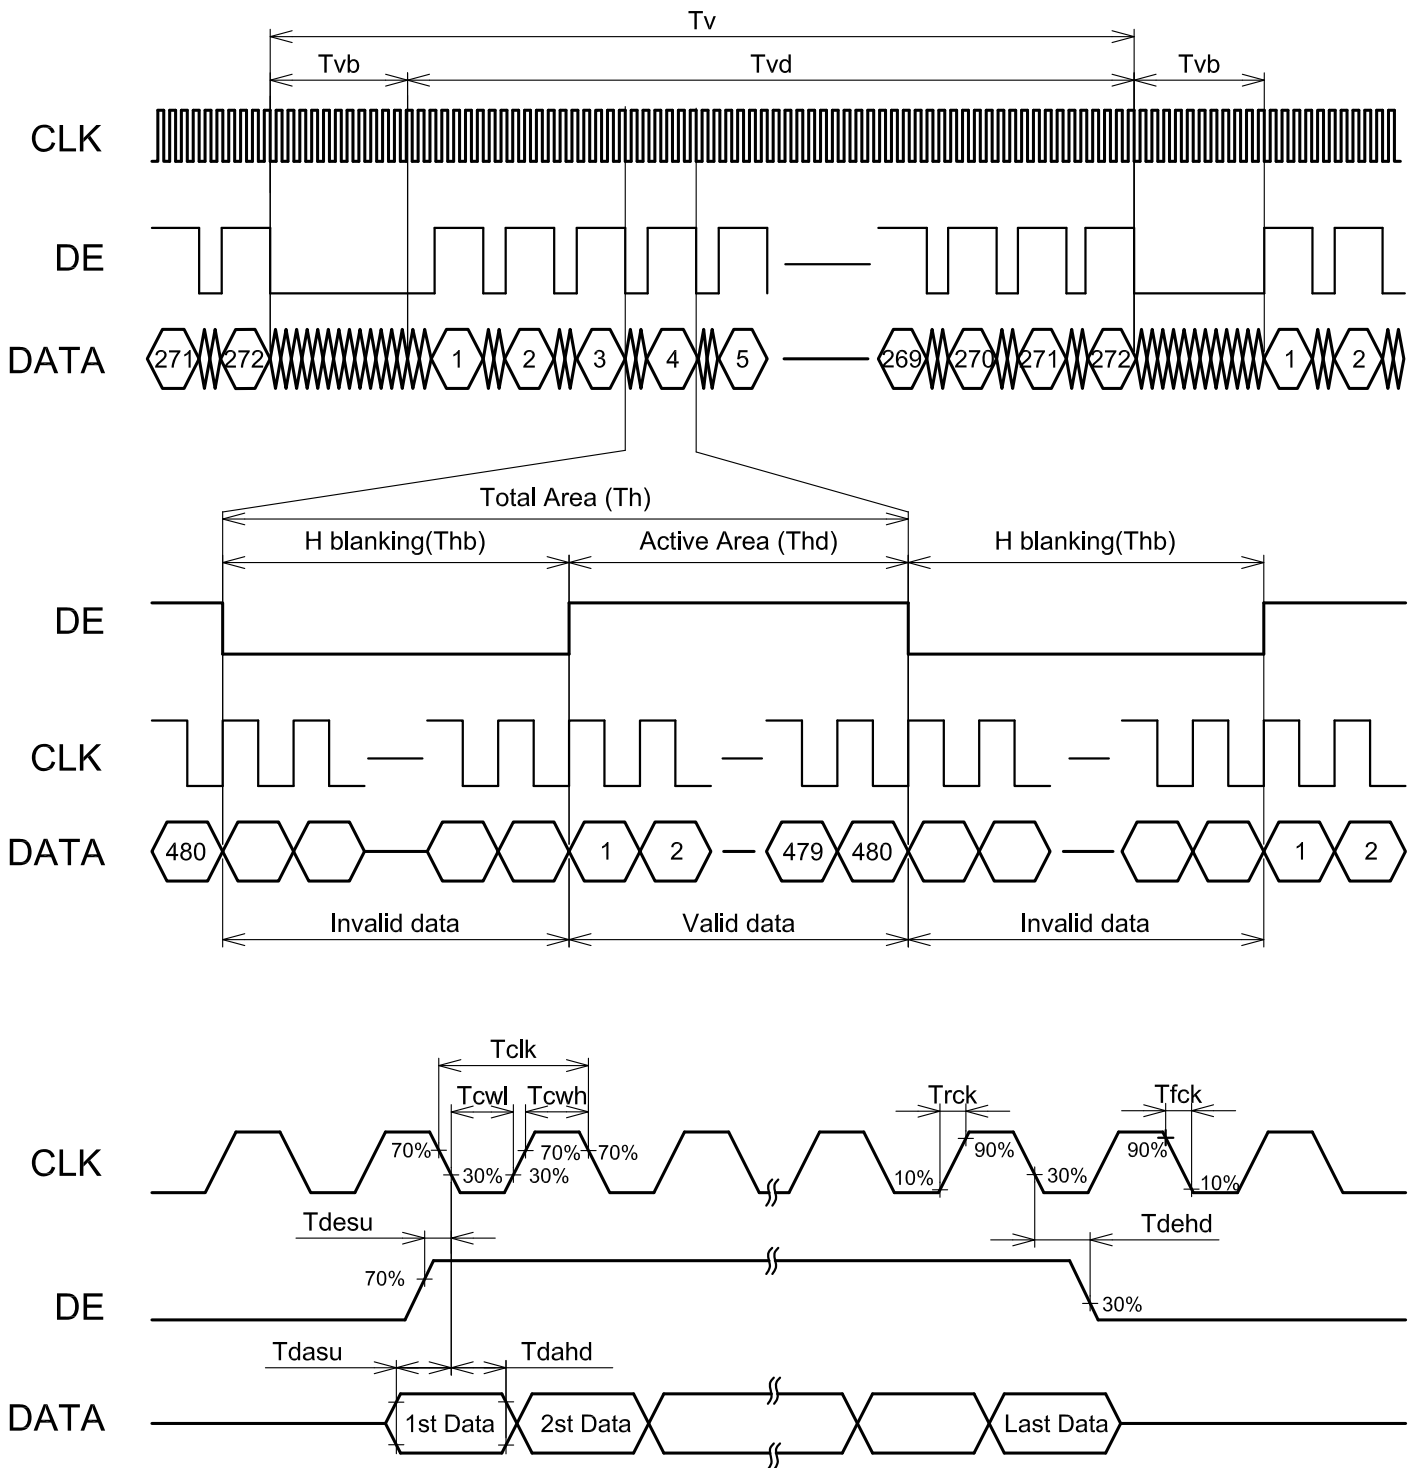 Tv
Tvb Tvd Tvb
CLK
DE
DATA 271 272 1 2 3 4 5 269 270 271 272 1 2
Total Area (Th)
H blanking(Thb) Active Area (Thd) H blanking(Thb)
DE
CLK
DATA 480 1 2 479 480 1 2
Invalid data Valid data Invalid data
Tclk
Tcwl Tcwh Trck Tfck
CLK 70% 30% 70% 30% 70% 10% 90% 30% 90% 10%
Tdesu Tdehd
DE 70% 30%
Tdasu Tdahd
DATA 1st Data 2st Data Last Data